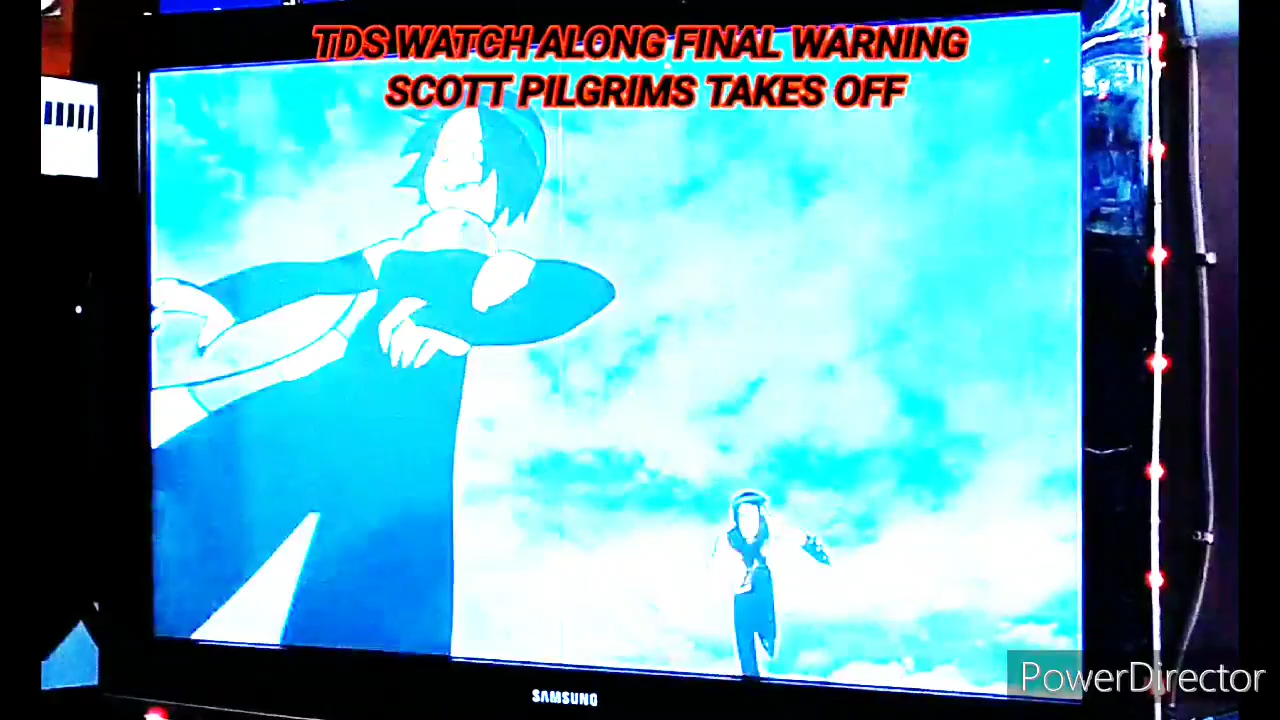 TDS WATCH ALONG FINAL WARNING
SCOTT PILGRIMS TAKES OFF
SAMSUNG
PowerDirector